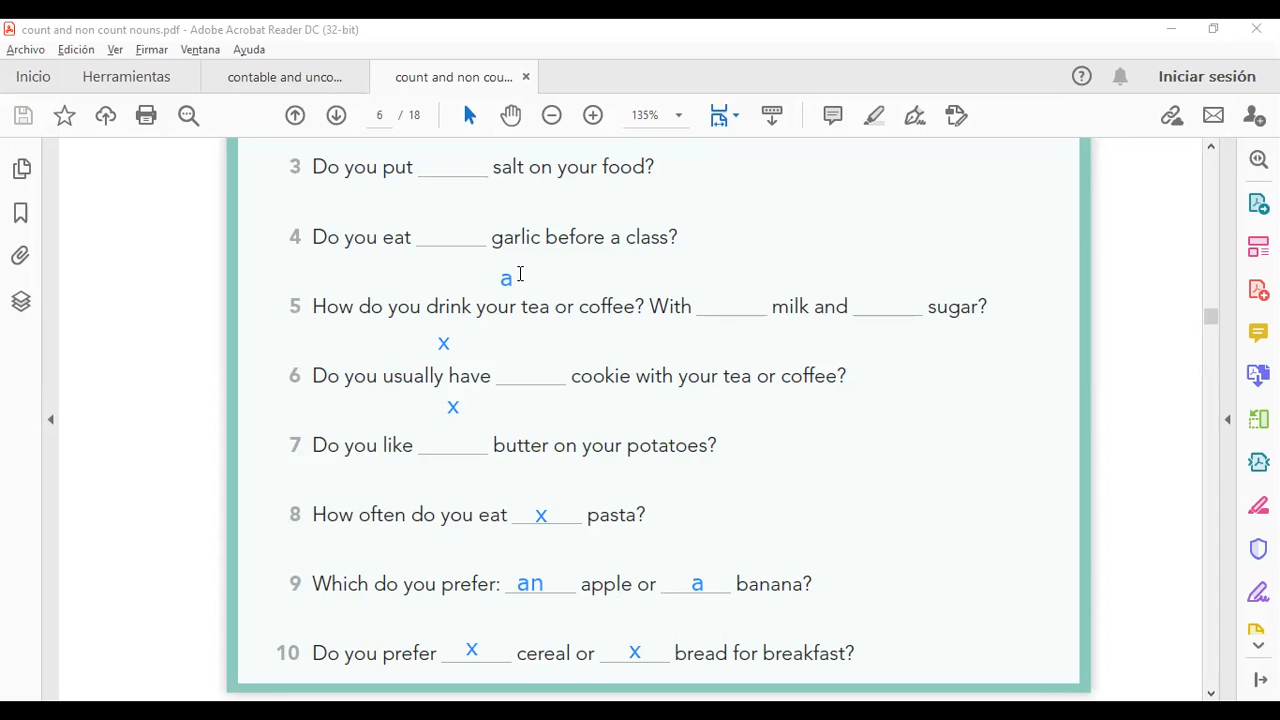 count and non count nouns.pdf - Adobe Acrobat Reader DC (32-bit)
Archivo Edición Ver Firmar Ventana Ayuda
Inicio Herramientas contable and unco... count and non cou... × Iniciar sesión
6 / 18 135%
3 Do you put _______ salt on your food?
4 Do you eat _______ garlic before a class?
a
5 How do you drink your tea or coffee? With _______ milk and _______ sugar?
x
6 Do you usually have _______ cookie with your tea or coffee?
x
7 Do you like _______ butter on your potatoes?
8 How often do you eat x pasta?
9 Which do you prefer: an apple or a banana?
10 Do you prefer x cereal or x bread for breakfast?